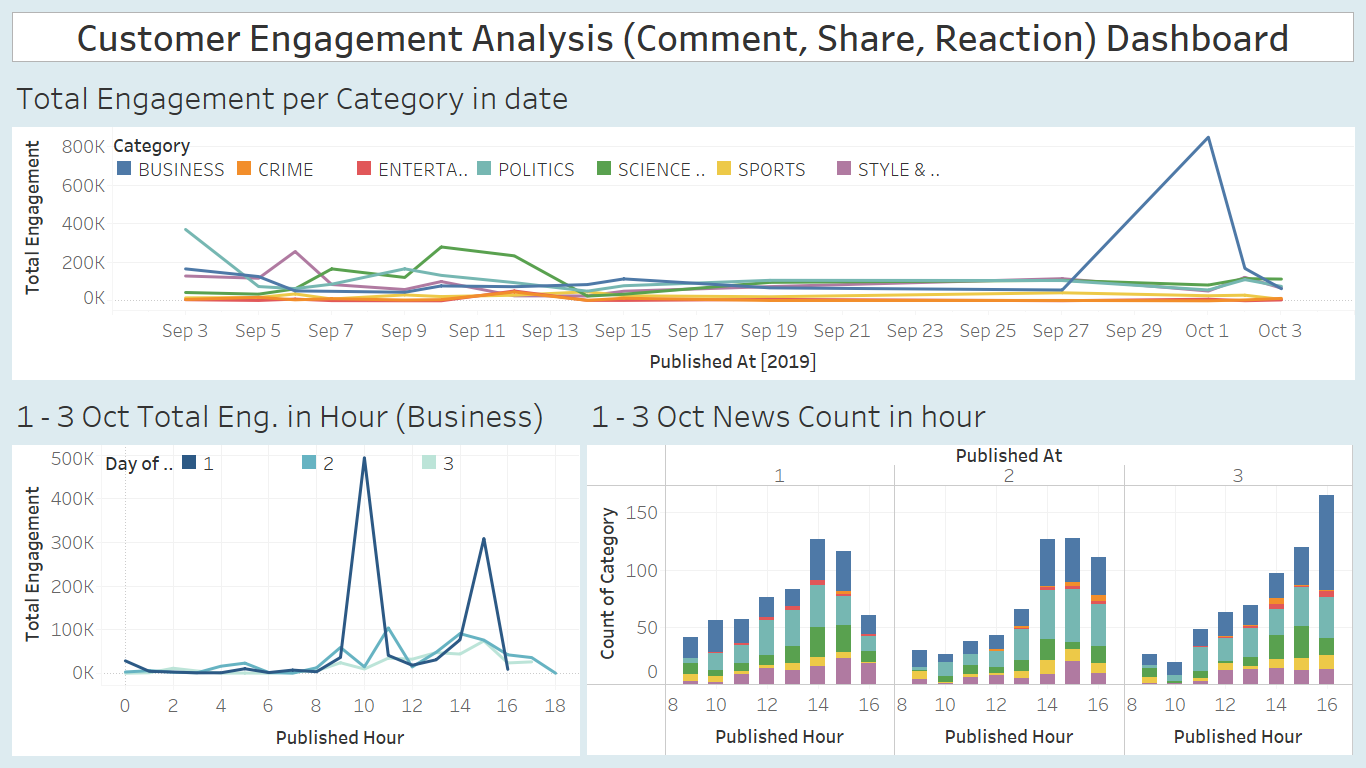 Customer Engagement Analysis (Comment, Share, Reaction) Dashboard
Total Engagement per Category in date
Category
BUSINESS CRIME ENTERTA.. POLITICS SCIENCE .. SPORTS STYLE & ..
Total Engagement
800K
600K
400K
200K
0K
Sep 3 Sep 5 Sep 7 Sep 9 Sep 11 Sep 13 Sep 15 Sep 17 Sep 19 Sep 21 Sep 23 Sep 25 Sep 27 Sep 29 Oct 1 Oct 3
Published At [2019]
1 - 3 Oct Total Eng. in Hour (Business)
Day of .. 1 2 3
Total Engagement
500K
400K
300K
200K
100K
0K
0 2 4 6 8 10 12 14 16 18
Published Hour
1 - 3 Oct News Count in hour
Published At
1 2 3
Count of Category
150
100
50
0
8 10 12 14 16 8 10 12 14 16 8 10 12 14 16
Published Hour Published Hour Published Hour